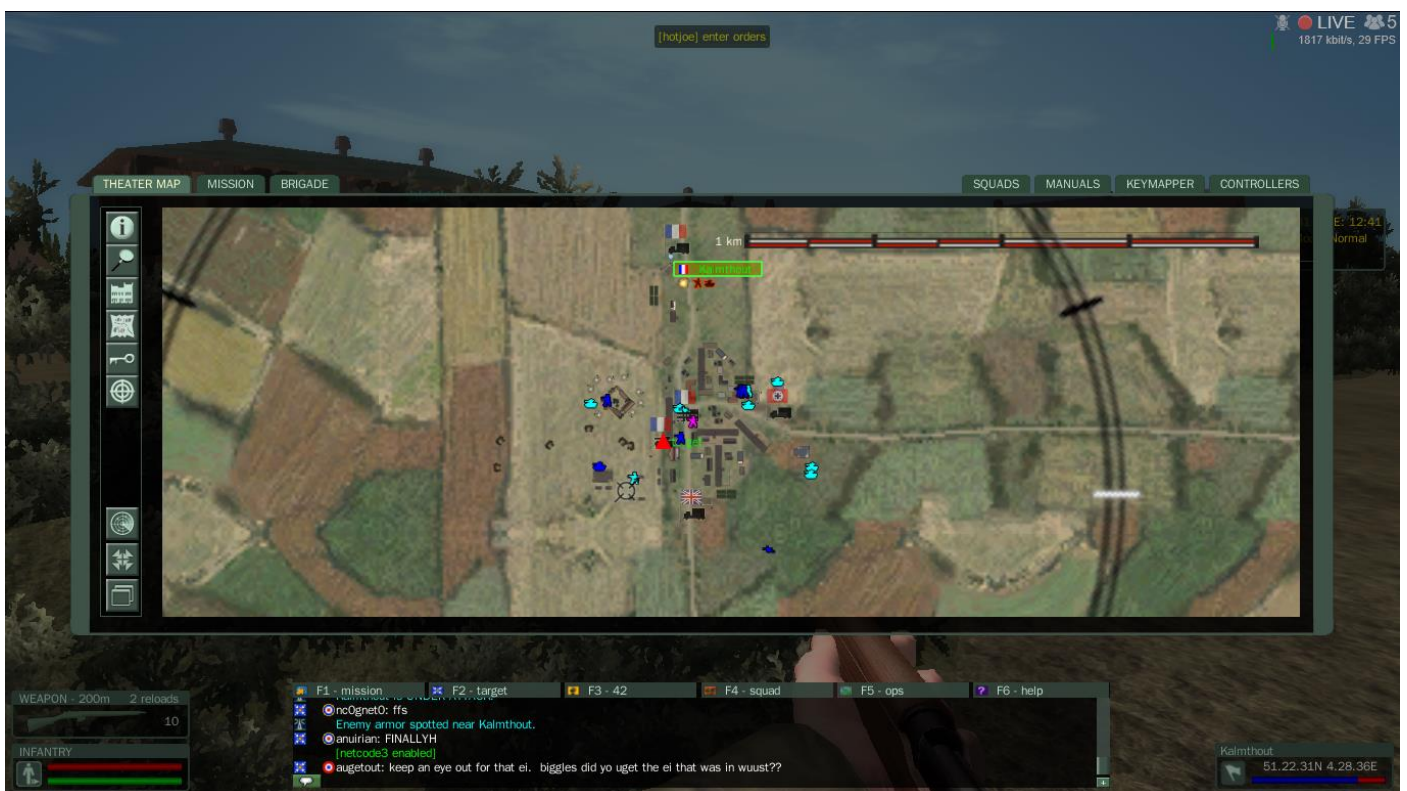 [hotjoe] enter orders
LIVE 5
1817 kbit/s, 29 FPS
THEATER MAP MISSION BRIGADE SQUADS MANUALS KEYMAPPER CONTROLLERS
E: 12:41
Normal
1 km
Kalmthout
WEAPON - 200m 2 reloads
10
INFANTRY
F1 - mission F2 - target F3 - 42 F4 - squad F5 - ops F6 - help
Kalmthout is UNDER ATTACK.
nc0gnet0: ffs
Enemy armor spotted near Kalmthout.
anuirian: FINALLYH
[netcode3 enabled]
augetout: keep an eye out for that ei. biggles did yo uget the ei that was in wuust??
Kalmthout
51.22.31N 4.28.36E